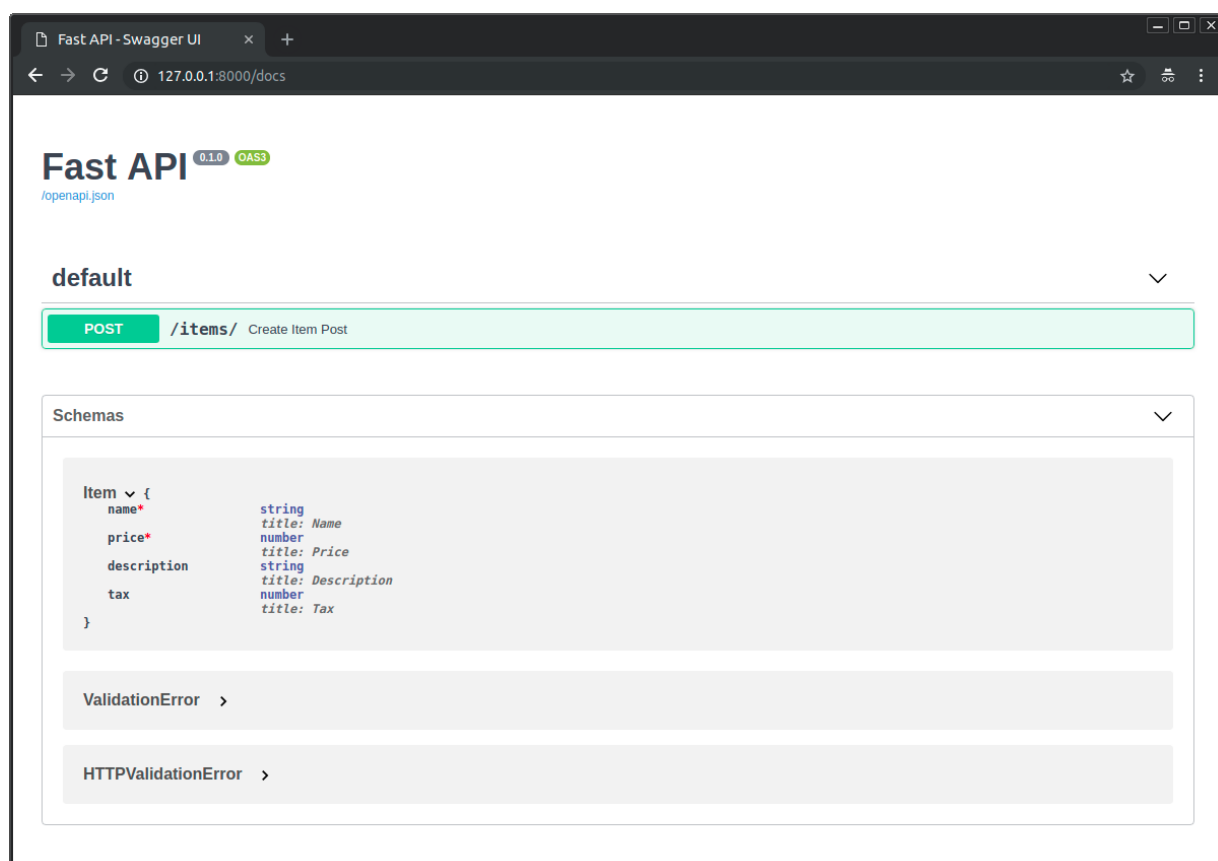 Fast API - Swagger UI
127.0.0.1:8000/docs
Fast API 0.1.0 OAS3
/openapi.json
default
POST /items/ Create Item Post
Schemas
Item {
name* string
title: Name
price* number
title: Price
description string
title: Description
tax number
title: Tax
}
ValidationError
HTTPValidationError